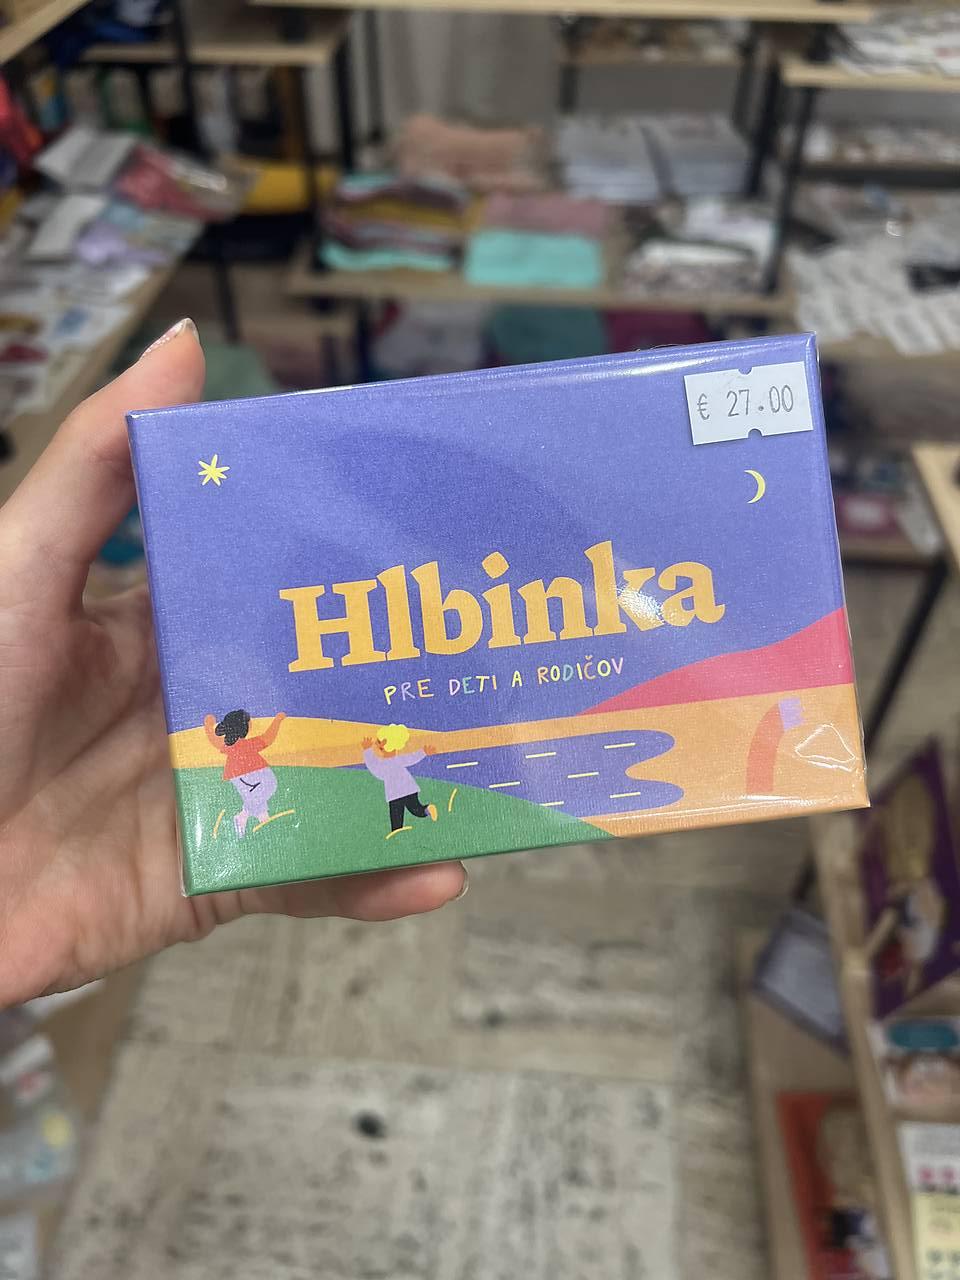 € 27.00
Hlbinka
PRE DETI A RODIČOV